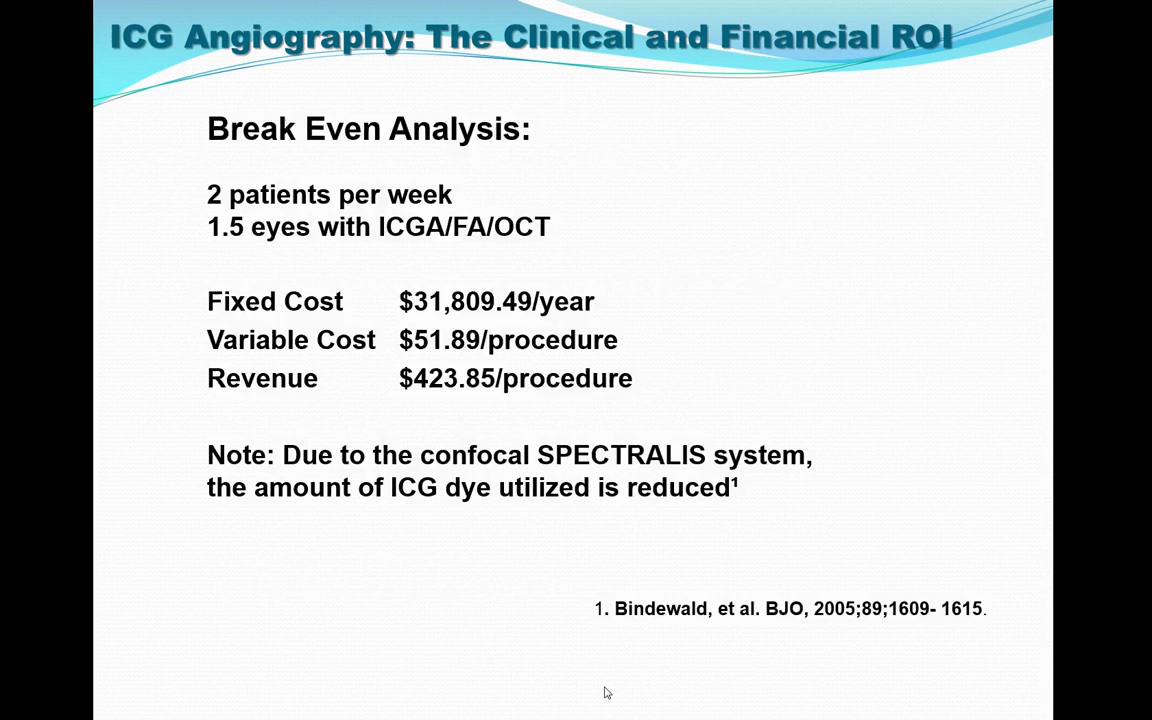 ICG Angiography: The Clinical and Financial ROI
Break Even Analysis:
2 patients per week
1.5 eyes with ICGA/FA/OCT
Fixed Cost $31,809.49/year
Variable Cost $51.89/procedure
Revenue $423.85/procedure
Note: Due to the confocal SPECTRALIS system,
the amount of ICG dye utilized is reduced¹
1. Bindewald, et al. BJO, 2005;89;1609- 1615.